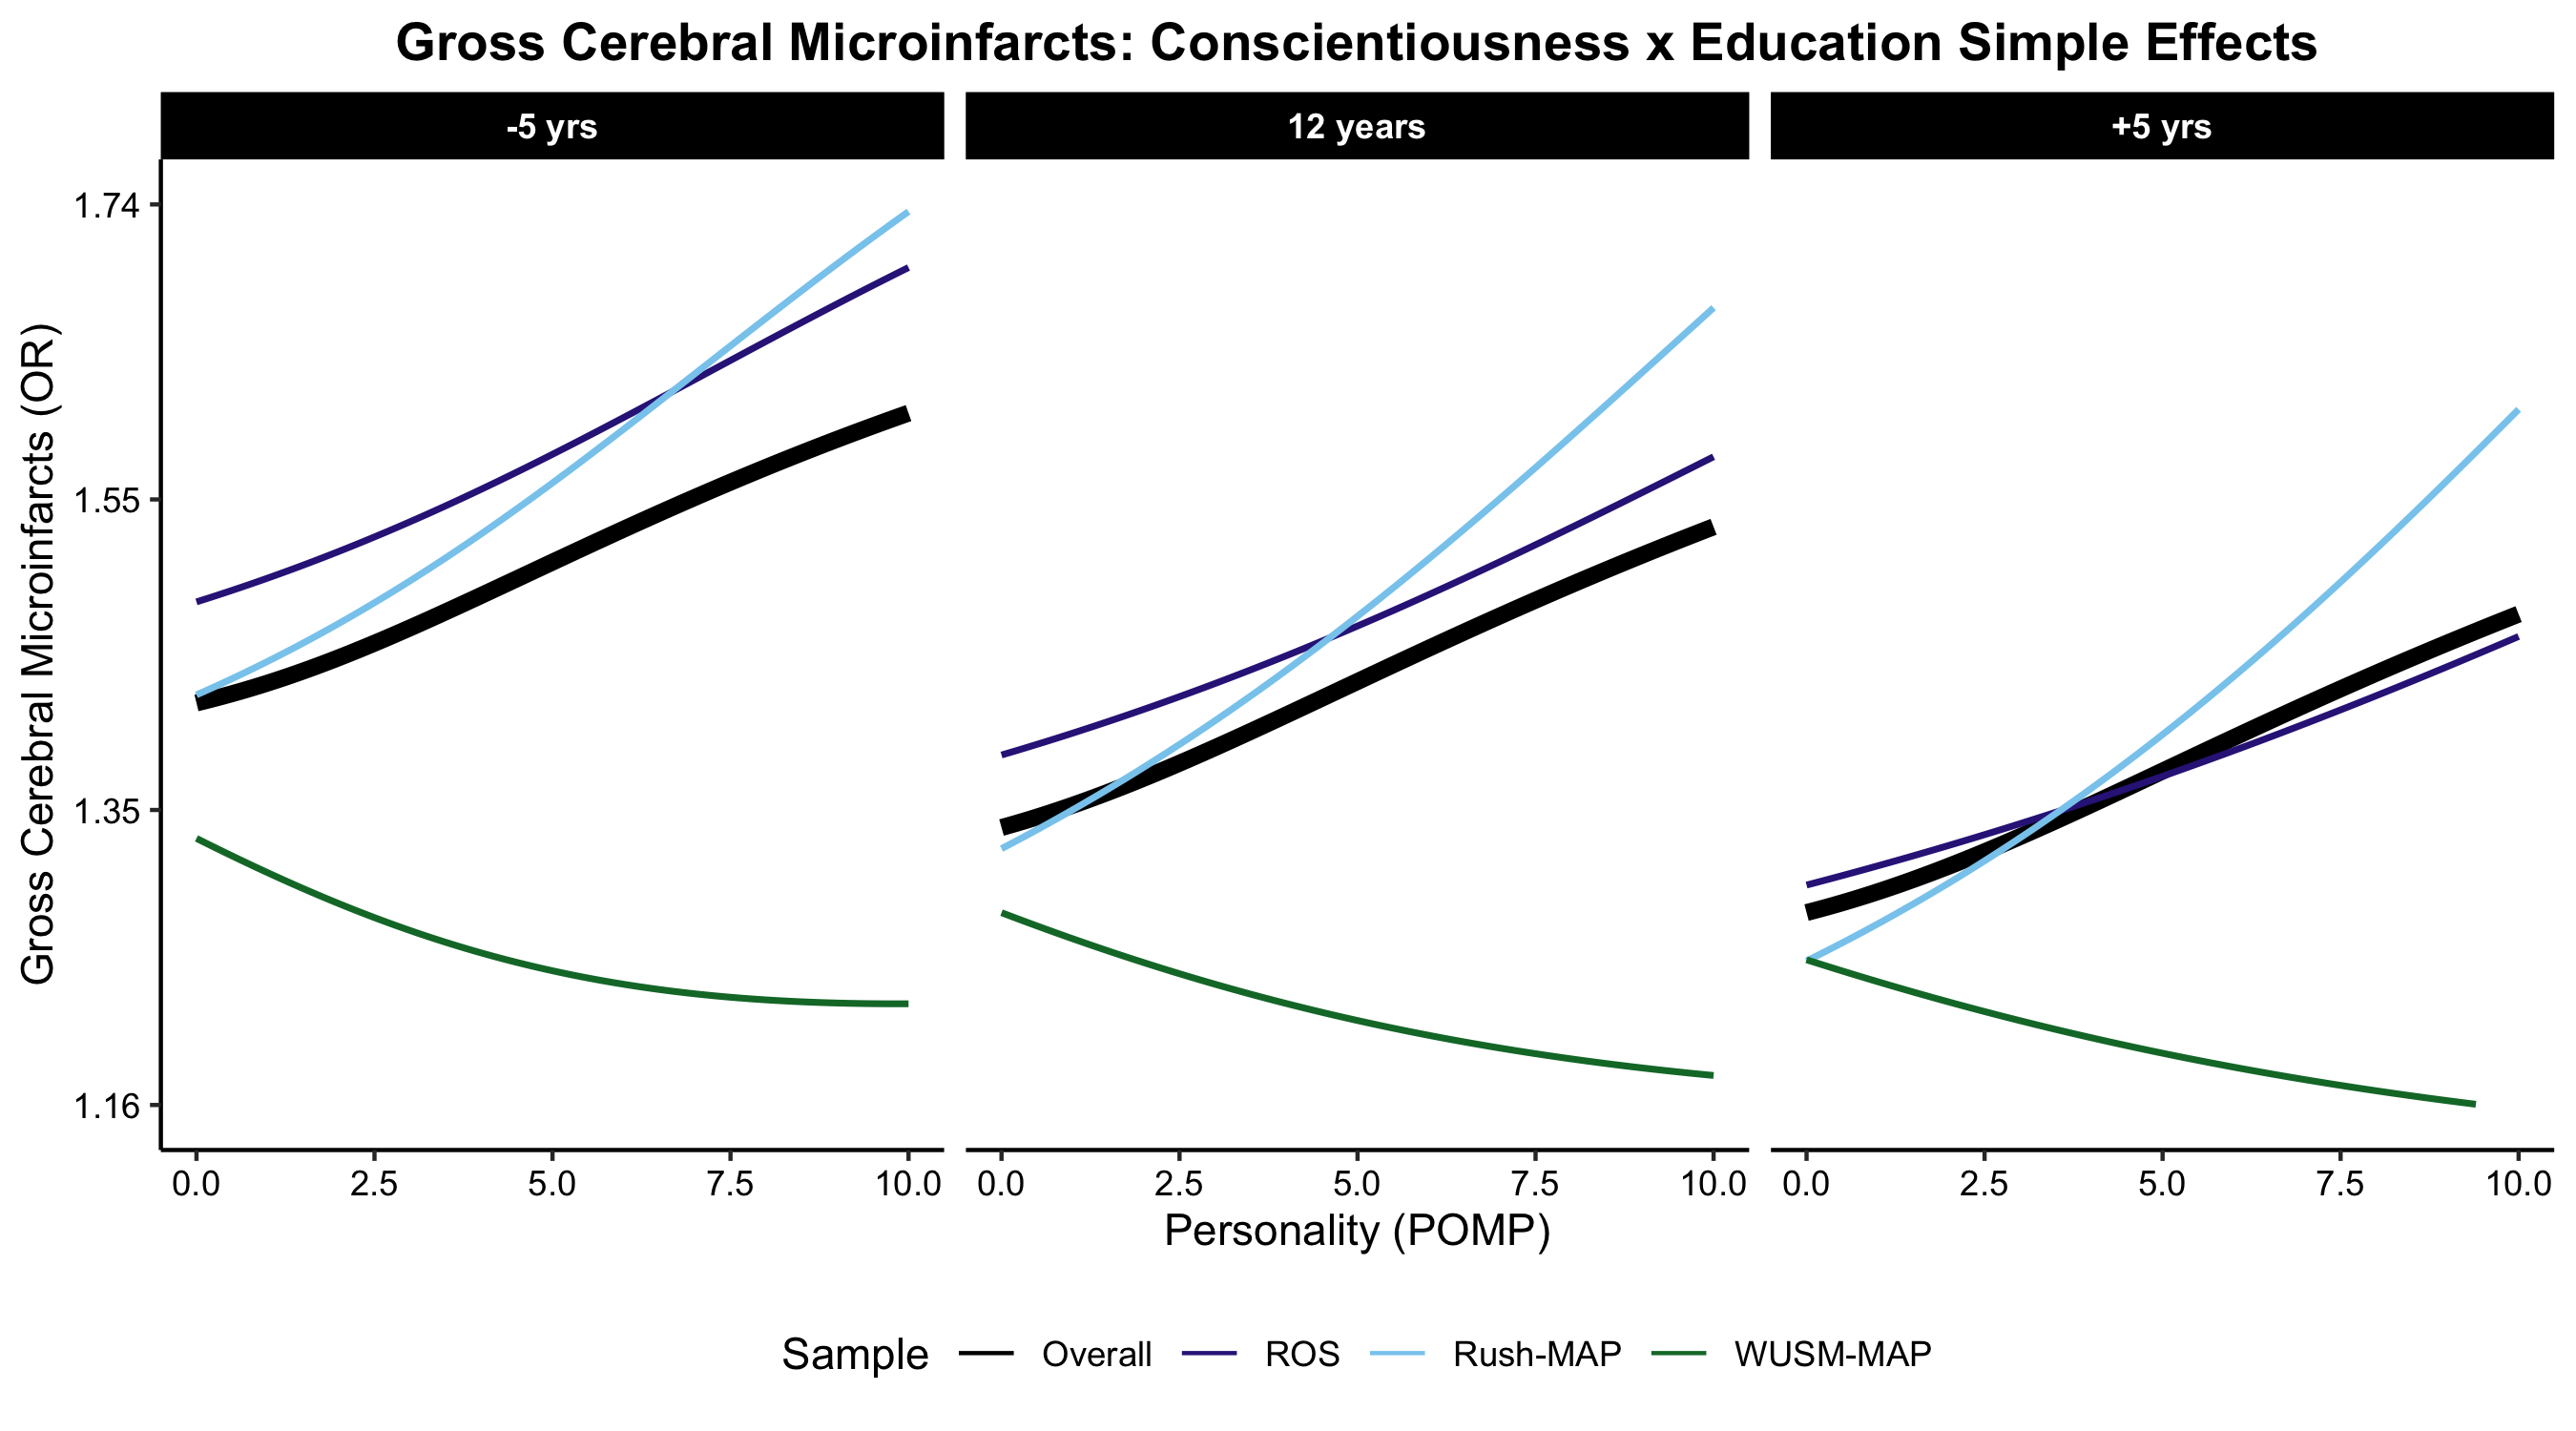 Gross Cerebral Microinfarcts: Conscientiousness x Education Simple Effects
-5 yrs
12 years
+5 yrs
Gross Cerebral Microinfarcts (OR)
1.74
1.55
1.35
1.16
0.0 2.5 5.0 7.5 10.0
0.0 2.5 5.0 7.5 10.0
0.0 2.5 5.0 7.5 10.0
Personality (POMP)
Sample Overall ROS Rush-MAP WUSM-MAP